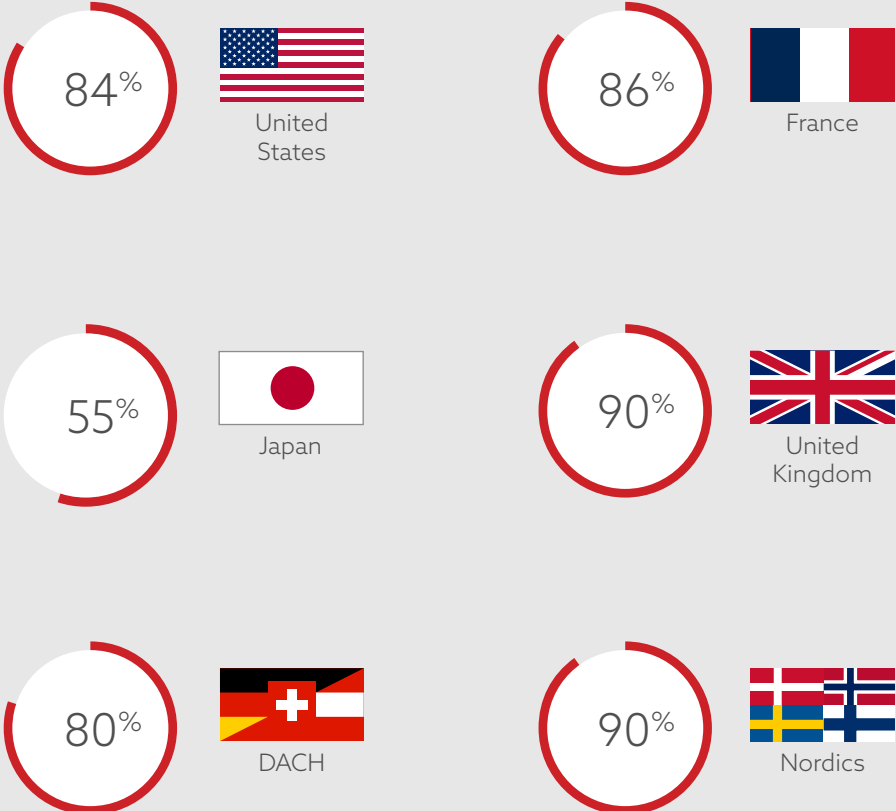 84%
United
States
86%
France
55%
Japan
90%
United
Kingdom
80%
DACH
90%
Nordics